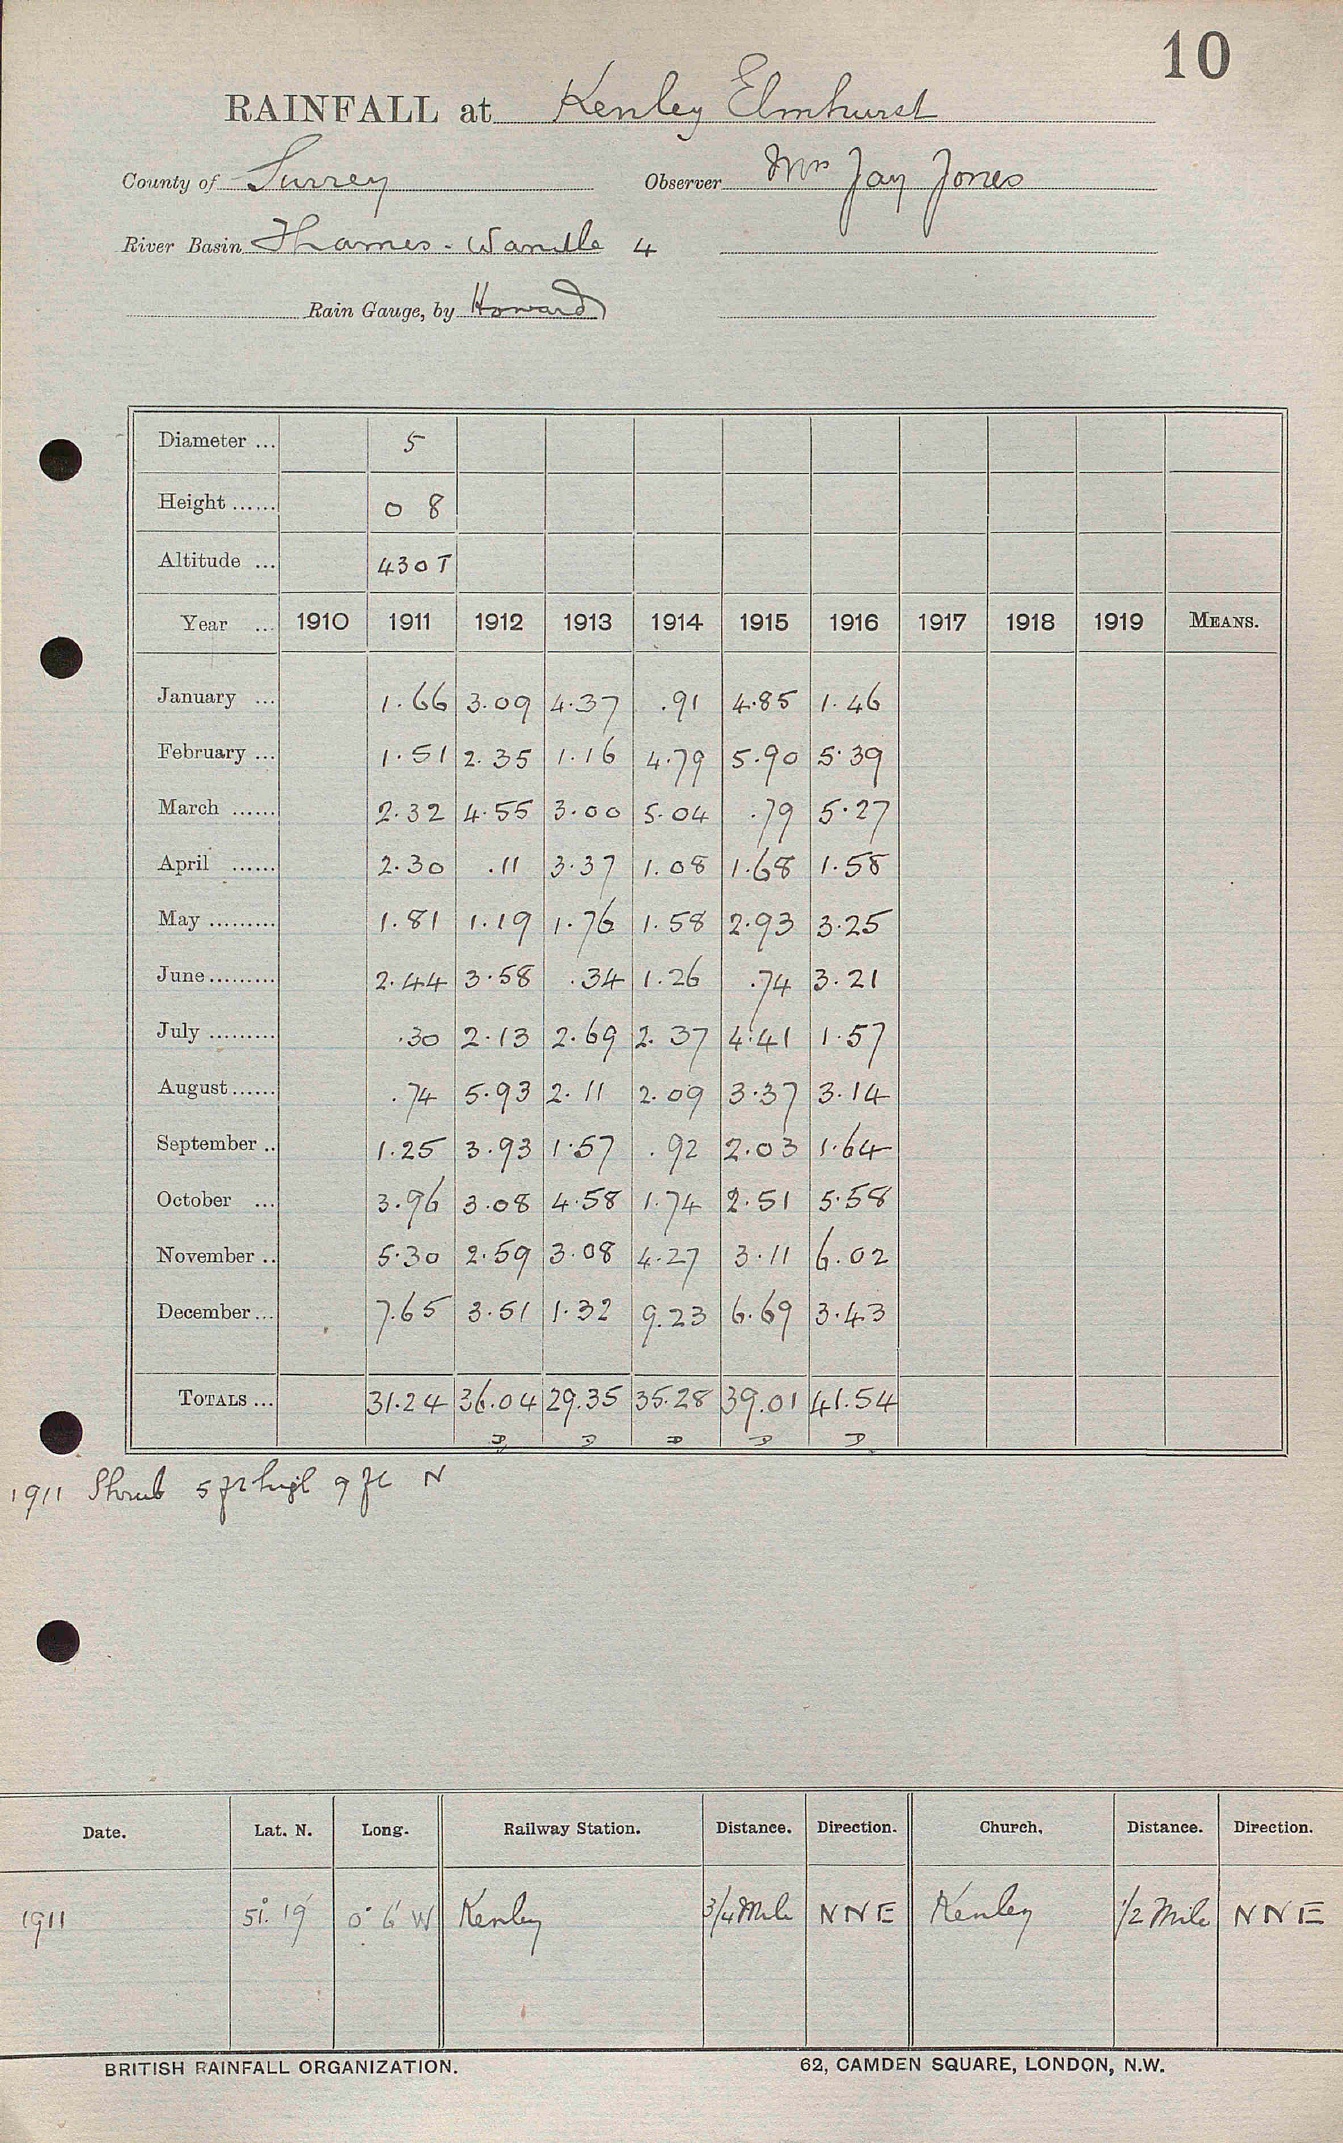 10
RAINFALL at Kenley Elmhurst
County of Surrey Observer Mrs Jay Jones
River Basin Thames - Wandle 4
Rain Gauge, by Howard
Diameter ... 5
Height ...... 0 8
Altitude ... 430 T
Year ... 1910 1911 1912 1913 1914 1915 1916 1917 1918 1919 MEANS.
January ... 1.66 3.09 4.37 .91 4.85 1.46
February ... 1.51 2.35 1.16 4.79 5.90 5.39
March ...... 2.32 4.55 3.00 5.04 .79 5.27
April ...... 2.30 .11 3.37 1.08 1.68 1.58
May ......... 1.81 1.19 1.76 1.58 2.93 3.25
June ......... 2.44 3.58 .34 1.26 .74 3.21
July ......... .30 2.13 2.69 2.37 4.41 1.57
August ...... .74 5.93 2.11 2.09 3.37 3.14
September .. 1.25 3.93 1.57 .92 2.03 1.64
October ... 3.96 3.08 4.58 1.74 2.51 5.58
November .. 5.30 2.59 3.08 4.27 3.11 6.02
December ... 7.65 3.51 1.32 9.23 6.69 3.43
TOTALS ... 31.24 36.04 29.35 35.28 39.01 41.54
1911 Shrub 5 ft high 9 ft N
Date. Lat. N. Long. Railway Station. Distance. Direction. Church. Distance. Direction.
1911 51° 19' 0° 6' W Kenley 3/4 Mile NNE Kenley 1/2 Mile NNE
BRITISH RAINFALL ORGANIZATION. 62, CAMDEN SQUARE, LONDON, N.W.